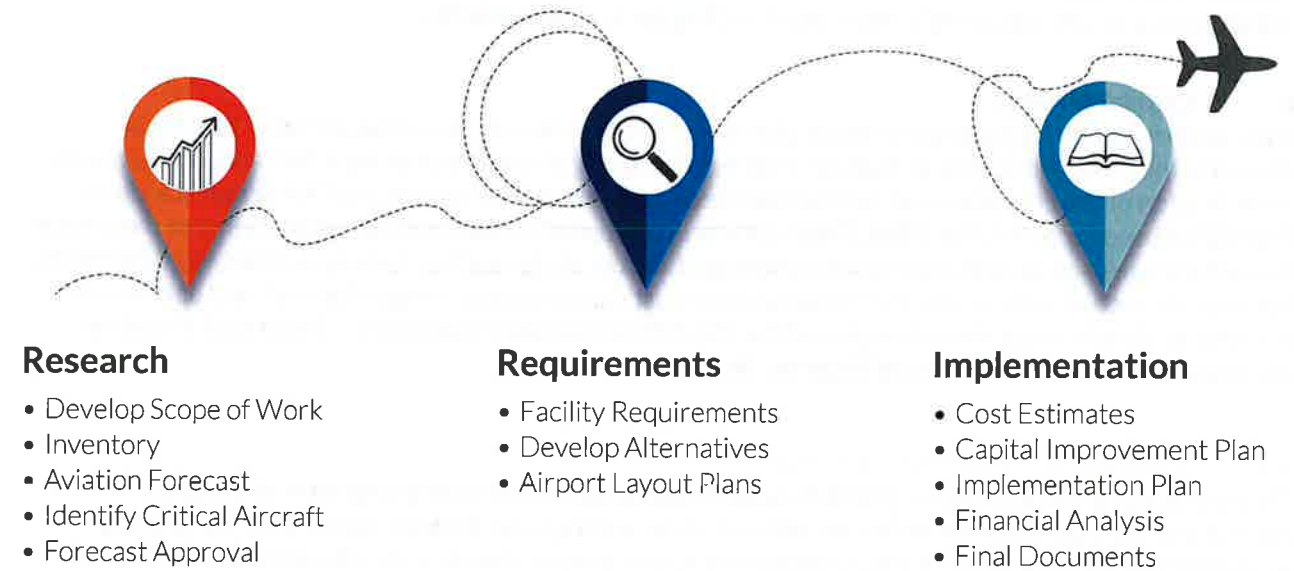 Research
• Develop Scope of Work
• Inventory
• Aviation Forecast
• Identify Critical Aircraft
• Forecast Approval
Requirements
• Facility Requirements
• Develop Alternatives
• Airport Layout Plans
Implementation
• Cost Estimates
• Capital Improvement Plan
• Implementation Plan
• Financial Analysis
• Final Documents